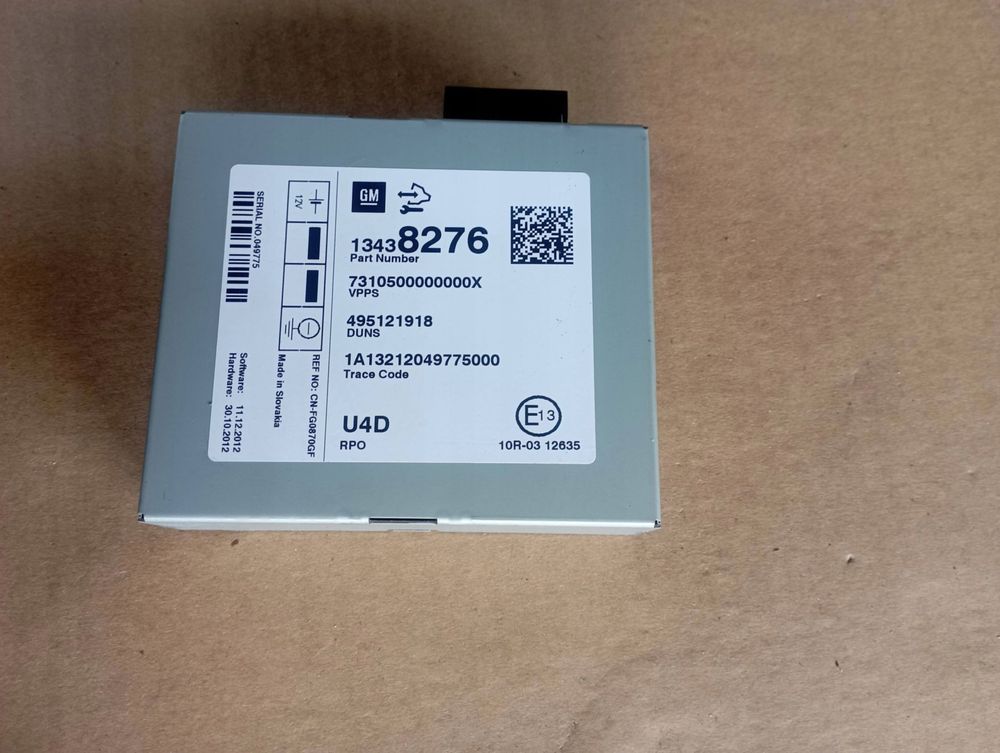 GM
13438276
Part Number
7310500000000X
VPPS
495121918
DUNS
1A13212049775000
Trace Code
U4D
RPO
E13
10R-03 12635
12V
SERIAL NO.049775
REF NO: CN-FG0870GF
Made in Slovakia
Software: 11.12.2012
Hardware: 30.10.2012